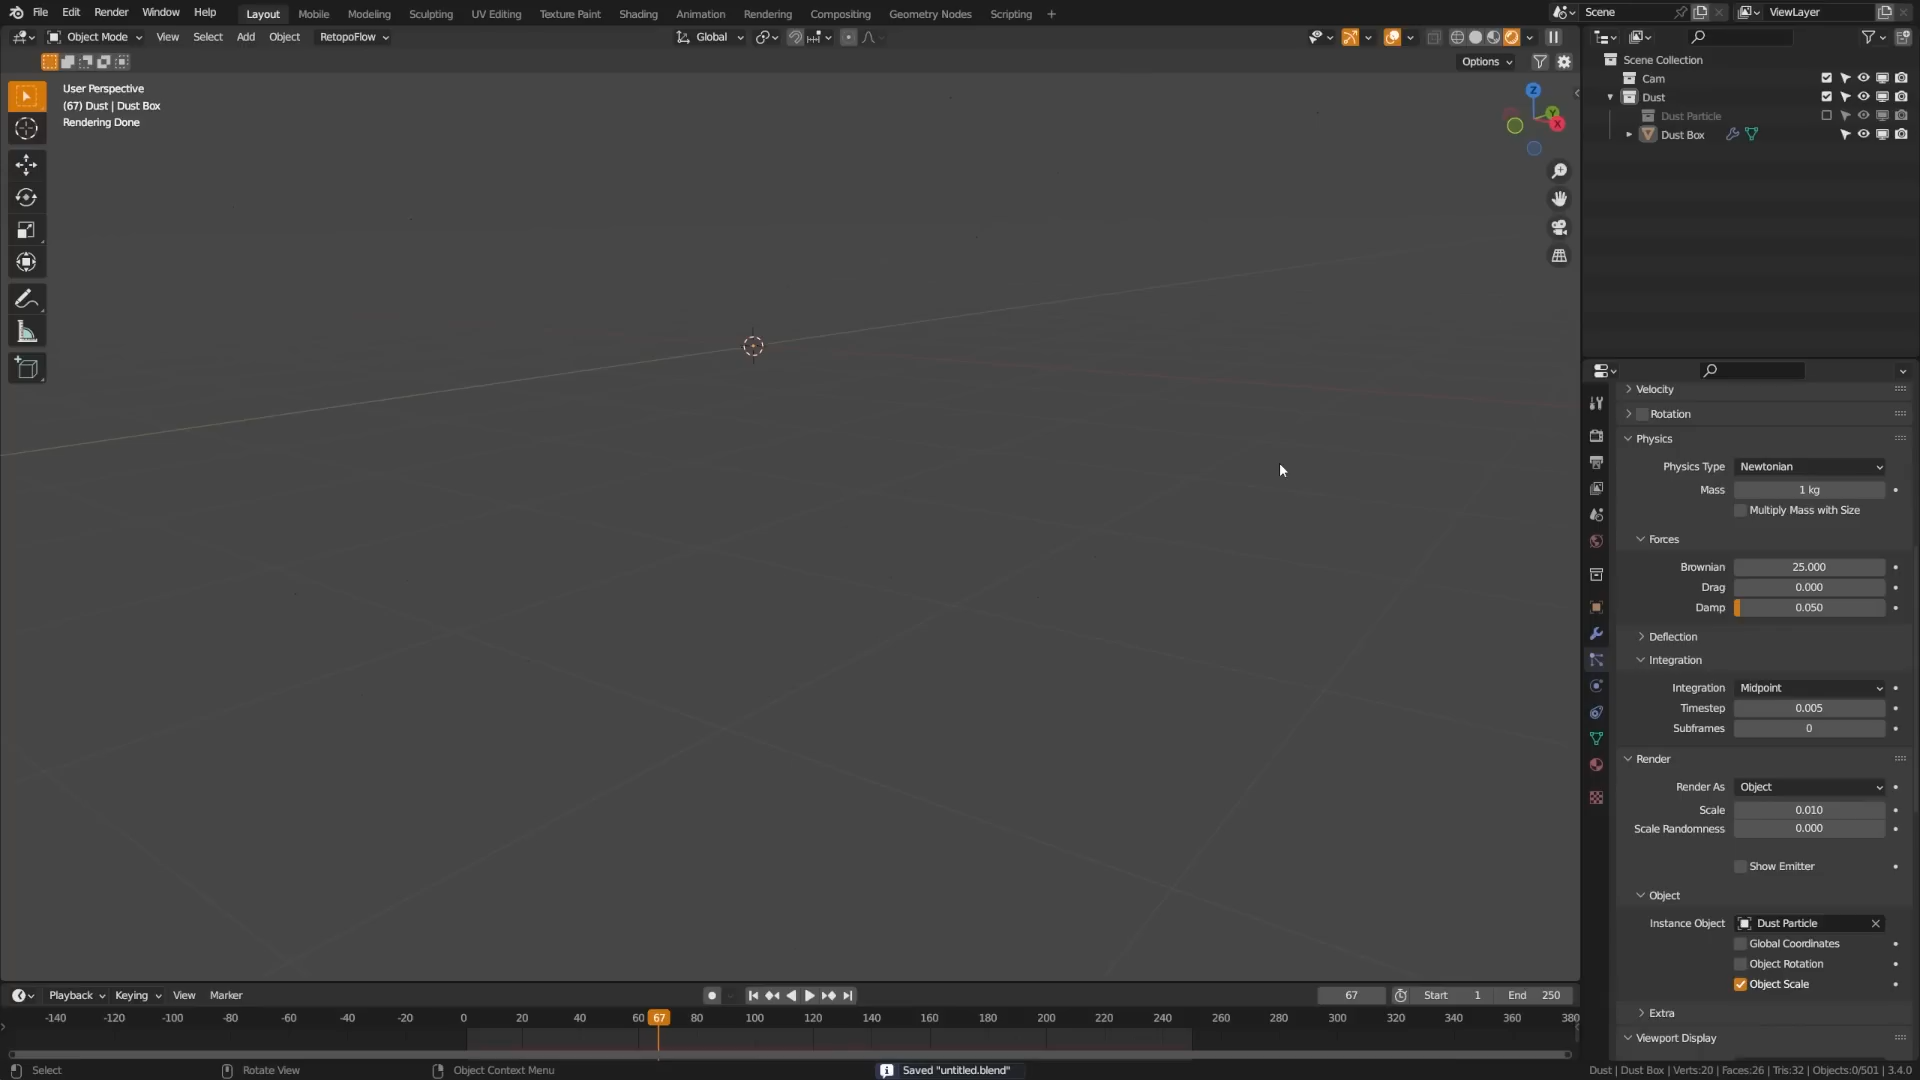 File Edit Render Window Help Layout Mobile Modeling Sculpting UV Editing Texture Paint Shading Animation Rendering Compositing Geometry Nodes Scripting + Scene ViewLayer
Object Mode View Select Add Object RetopoFlow Global
Options
User Perspective
(67) Dust | Dust Box
Rendering Done
Z
Y
X
Scene Collection
Cam
Dust
Dust Particle
Dust Box
Velocity
Rotation
Physics
Physics Type Newtonian
Mass 1 kg
Multiply Mass with Size
Forces
Brownian 25.000
Drag 0.000
Damp 0.050
Deflection
Integration
Integration Midpoint
Timestep 0.005
Subframes 0
Render
Render As Object
Scale 0.010
Scale Randomness 0.000
Show Emitter
Object
Instance Object Dust Particle
Global Coordinates
Object Rotation
Object Scale
Extra
Viewport Display
Playback Keying View Marker 67 Start 1 End 250
-140 -120 -100 -80 -60 -40 -20 0 20 40 60 67 80 100 120 140 160 180 200 220 240 260 280 300 320 340 360 380
Select Rotate View Object Context Menu Saved "untitled.blend" Dust | Dust Box | Verts:20 | Faces:26 | Tris:32 | Objects:0/501 | 3.4.0